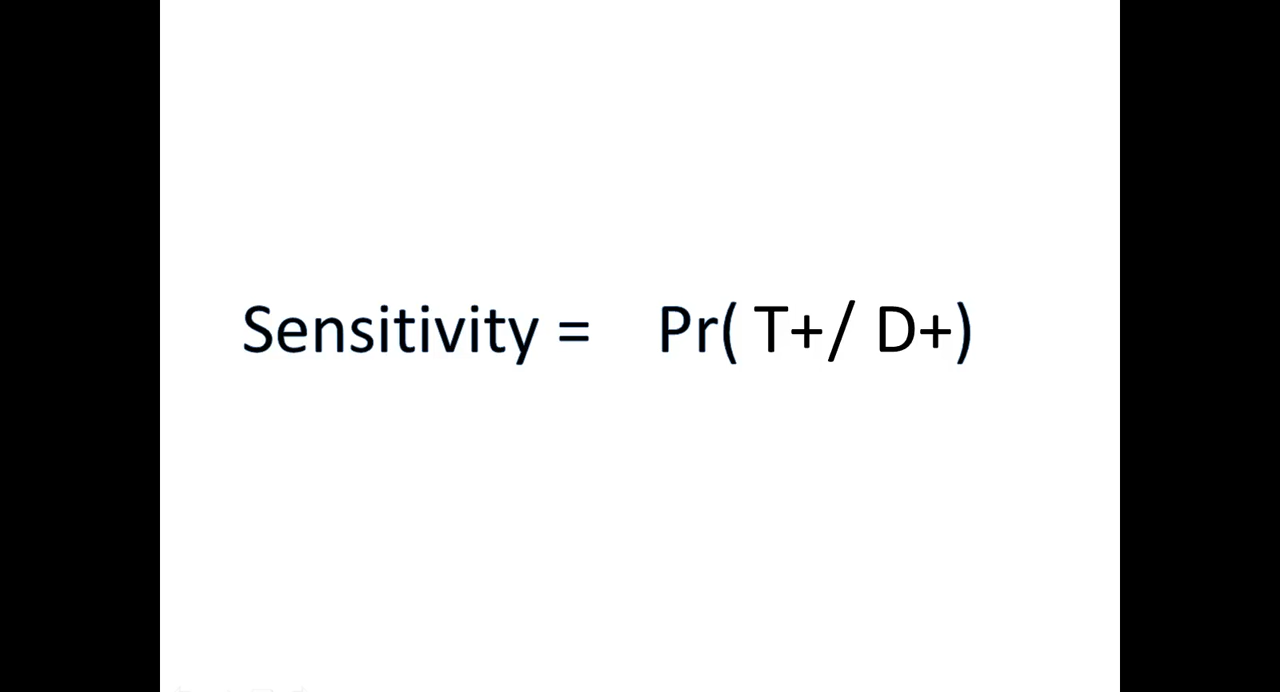 Sensitivity = Pr( T+/ D+)